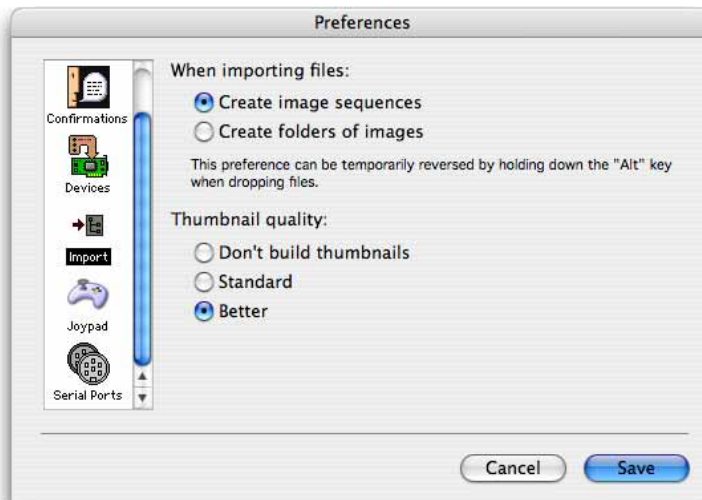 Preferences
Confirmations
Devices
Import
Joypad
Serial Ports
When importing files:
Create image sequences
Create folders of images
This preference can be temporarily reversed by holding down the "Alt" key
when dropping files.
Thumbnail quality:
Don't build thumbnails
Standard
Better
Cancel
Save